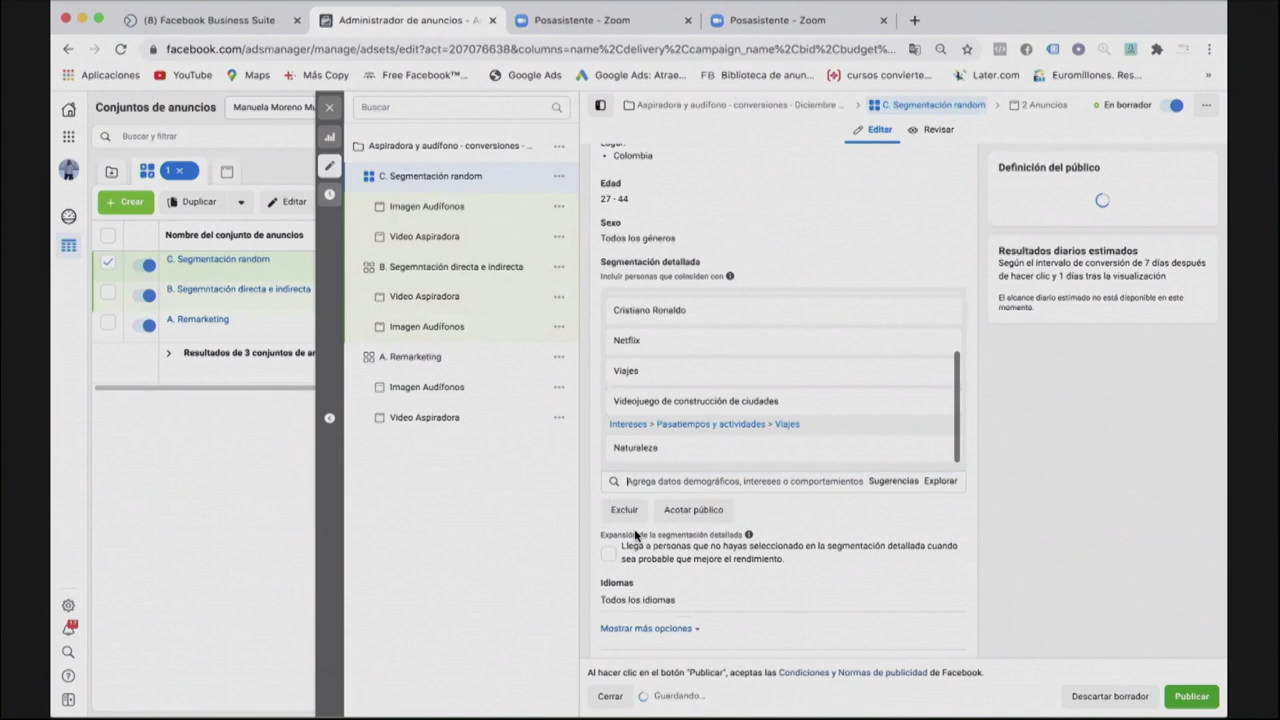 (8) Facebook Business Suite
Administrador de anuncios - A
Posasistente - Zoom
Posasistente - Zoom
facebook.com/adsmanager/manage/adsets/edit?act=207076638&columns=name%2Cdelivery%2Ccampaign_name%2Cbid%2Cbudget%...
Aplicaciones
YouTube
Maps
Más Copy
Free Facebook™...
Google Ads
Google Ads: Atrae...
FB Biblioteca de anun...
cursos convierte...
Later.com
Euromillones. Res...
Conjuntos de anuncios
Manuela Moreno Mu
Buscar y filtrar
1
Crear
Duplicar
Editar
Nombre del conjunto de anuncios
C. Segmentación random
B. Segemntación directa e indirecta
A. Remarketing
Resultados de 3 conjuntos de ar
Buscar
Aspiradora y audífono - conversiones - ...
C. Segmentación random
Imagen Audífonos
Video Aspiradora
B. Segemntación directa e indirecta
Video Aspiradora
Imagen Audífonos
A. Remarketing
Imagen Audífonos
Video Aspiradora
Aspiradora y audífono - conversiones - Diciembre ...
C. Segmentación random
2 Anuncios
En borrador
Editar
Revisar
Lugar:
• Colombia
Edad
27 - 44
Sexo
Todos los géneros
Segmentación detallada
Incluir personas que coinciden con
Cristiano Ronaldo
Netflix
Viajes
Videojuego de construcción de ciudades
Intereses > Pasatiempos y actividades > Viajes
Naturaleza
Agrega datos demográficos, intereses o comportamientos
Sugerencias
Explorar
Excluir
Acotar público
Expansión de la segmentación detallada
Llega a personas que no hayas seleccionado en la segmentación detallada cuando
sea probable que mejore el rendimiento.
Idiomas
Todos los idiomas
Mostrar más opciones
Definición del público
Resultados diarios estimados
Según el intervalo de conversión de 7 días después
de hacer clic y 1 días tras la visualización
El alcance diario estimado no está disponible en este
momento.
Al hacer clic en el botón "Publicar", aceptas las Condiciones y Normas de publicidad de Facebook.
Cerrar
Guardando..
Descartar borrador
Publicar